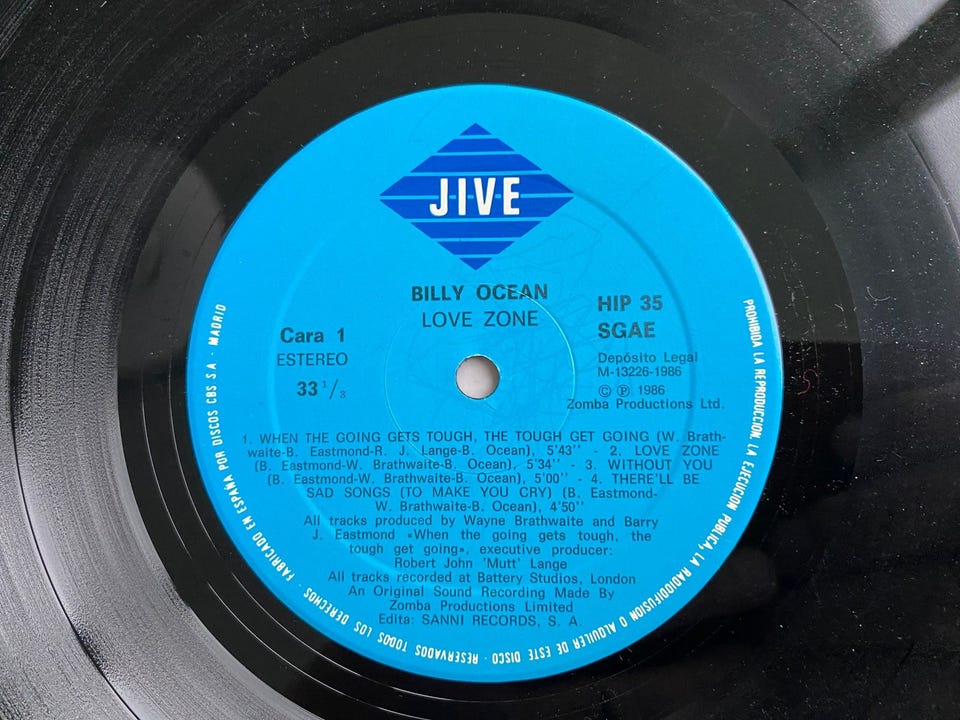 JIVE
BILLY OCEAN
LOVE ZONE
Cara 1
ESTEREO
33 1/3
HIP 35
SGAE
Depósito Legal
M-13226-1986
© ℗ 1986
Zomba Productions Ltd.
1. WHEN THE GOING GETS TOUGH, THE TOUGH GET GOING (W. Brath-
waite-B. Eastmond-R. J. Lange-B. Ocean), 5'43'' - 2. LOVE ZONE
(B. Eastmond-W. Brathwaite-B. Ocean), 5'34'' - 3. WITHOUT YOU
(B. Eastmond-W. Brathwaite-B. Ocean), 5'00'' - 4. THERE'LL BE
SAD SONGS (TO MAKE YOU CRY) (B. Eastmond-
W. Brathwaite-B. Ocean), 4'50''
All tracks produced by Wayne Brathwaite and Barry
J. Eastmond «When the going gets tough, the
tough get going», executive producer:
Robert John 'Mutt' Lange
All tracks recorded at Battery Studios, London
An Original Sound Recording Made By
Zomba Productions Limited
Edita: SANNI RECORDS, S. A.
PROHIBIDA LA REPRODUCCION, LA EJECUCION PUBLICA, LA RADIODIFUSION O ALQUILER DE ESTE DISCO · RESERVADOS TODOS LOS DERECHOS · FABRICADO EN ESPAÑA POR DISCOS CBS S A · MADRID